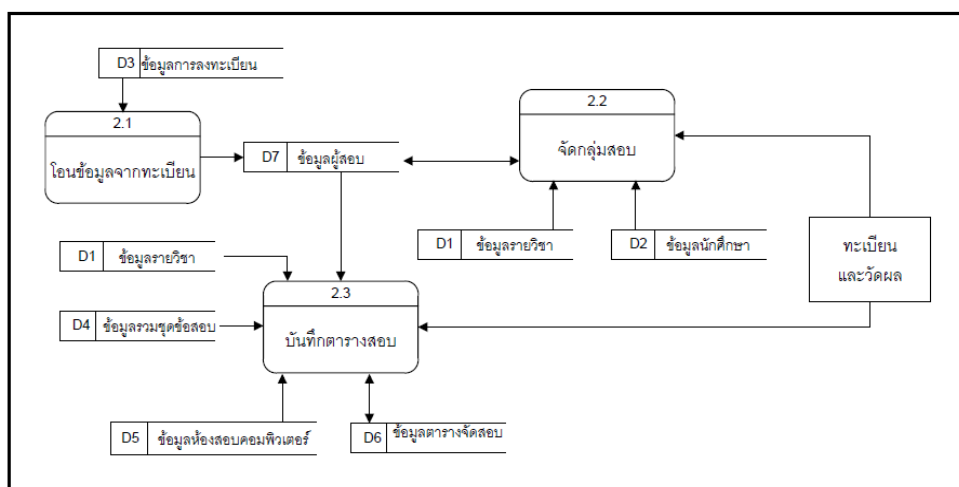 D3 ข้อมูลการลงทะเบียน
2.1
โอนข้อมูลจากทะเบียน
D7 ข้อมูลผู้สอบ
2.2
จัดกลุ่มสอบ
D1 ข้อมูลรายวิชา
D2 ข้อมูลนักศึกษา
ทะเบียน
และวัดผล
D1 ข้อมูลรายวิชา
D4 ข้อมูลรวมชุดข้อสอบ
2.3
บันทึกตารางสอบ
D5 ข้อมูลห้องสอบคอมพิวเตอร์
D6 ข้อมูลตารางจัดสอบ